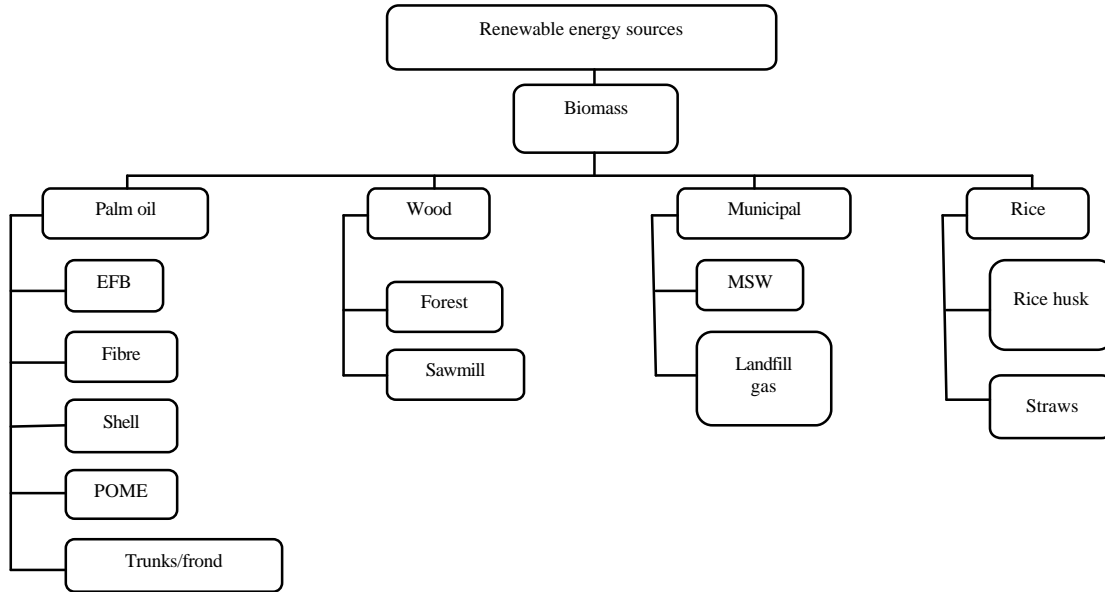 Renewable energy sources
Biomass
Palm oil
Wood
Municipal
Rice
EFB
Fibre
Shell
POME
Trunks/frond
Forest
Sawmill
MSW
Landfill
gas
Rice husk
Straws